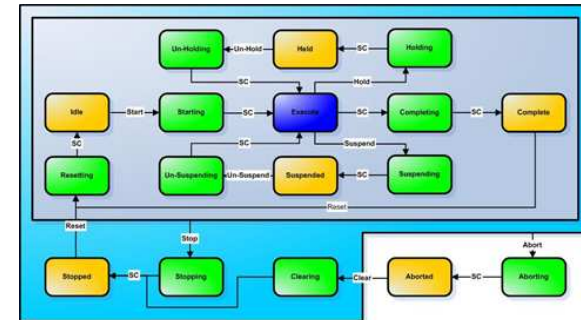 Un-Holding Un-Hold Held SC Holding
SC Hold
Idle Start Starting SC Execute SC Completing SC Complete
SC SC Suspend
Resetting Un-Suspending Un-Suspend Suspended SC Suspending
Reset
Reset Stop Abort
Stopped SC Stopping Clearing Clear Aborted SC Aborting